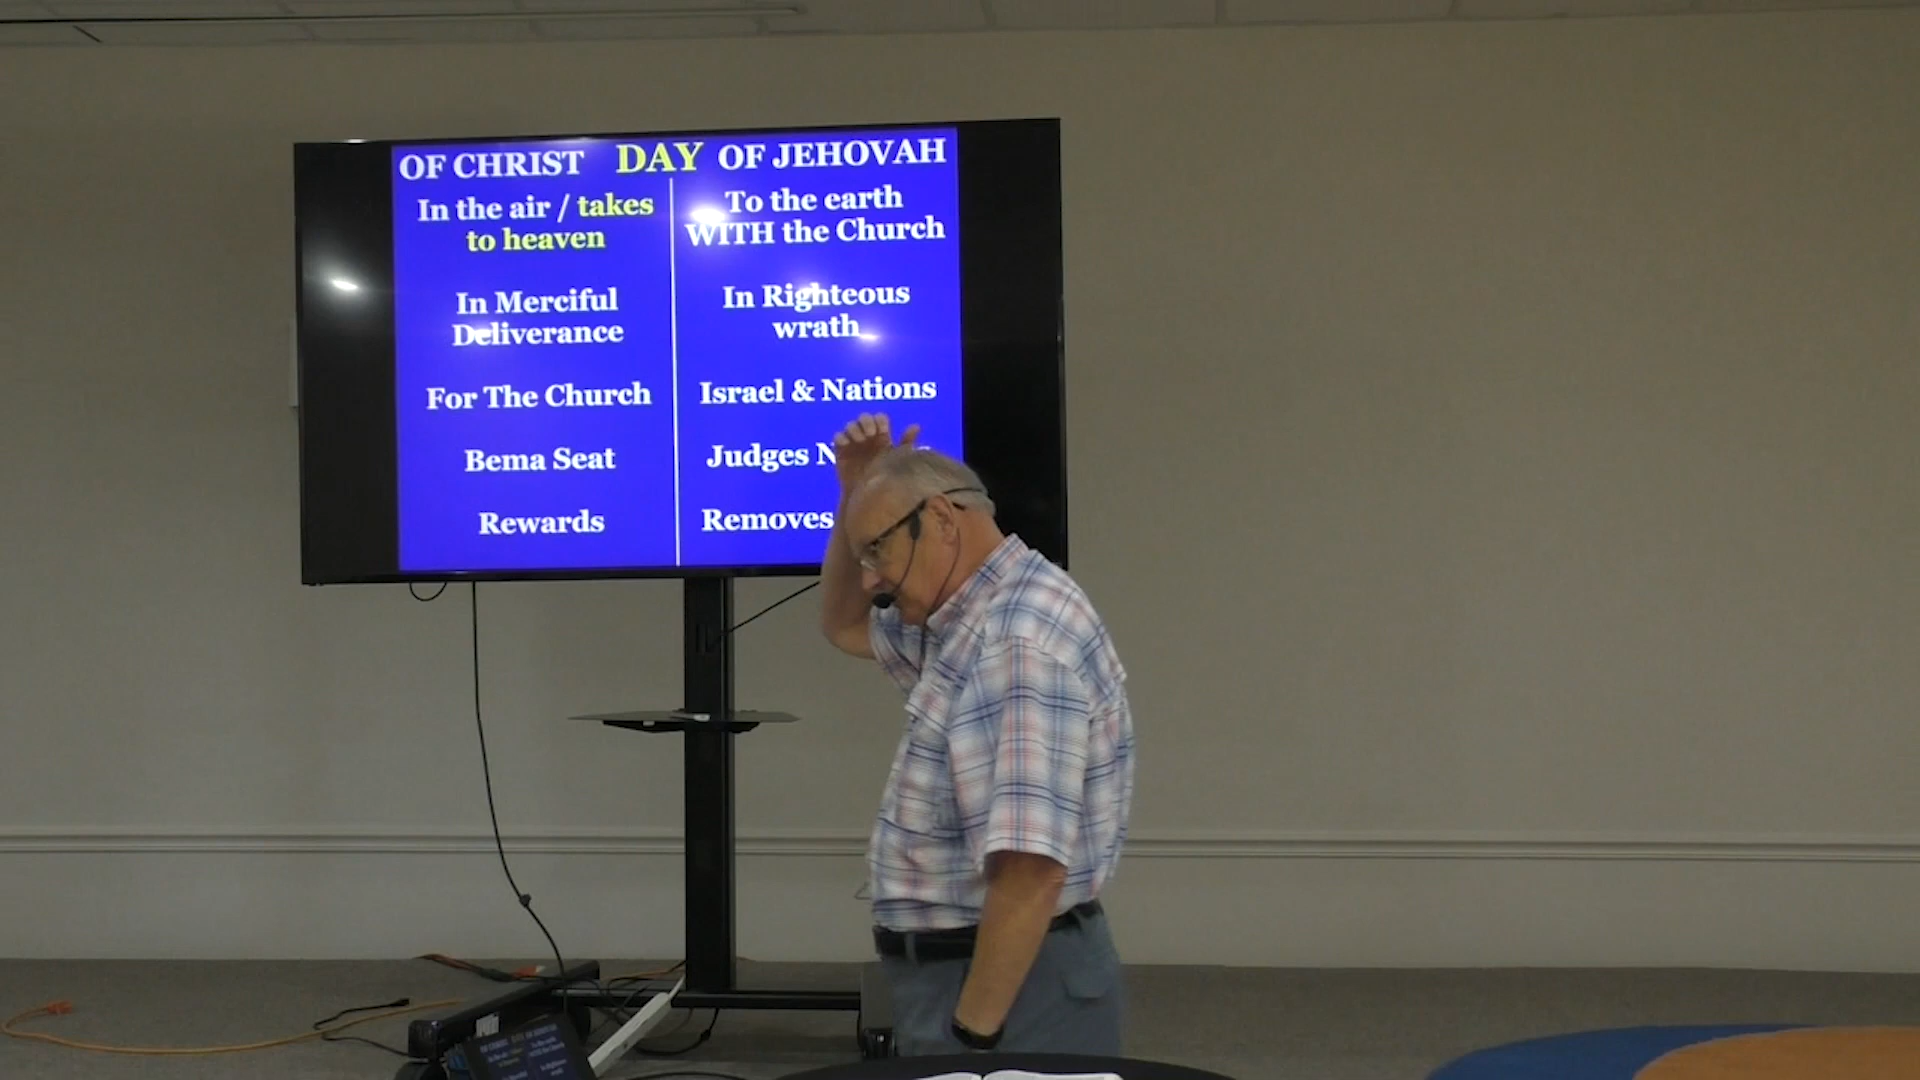 OF CHRIST DAY OF JEHOVAH
In the air / takes
to heaven
To the earth
WITH the Church
In Merciful
Deliverance
In Righteous
wrath
For The Church
Israel & Nations
Bema Seat
Judges
Rewards
Removes